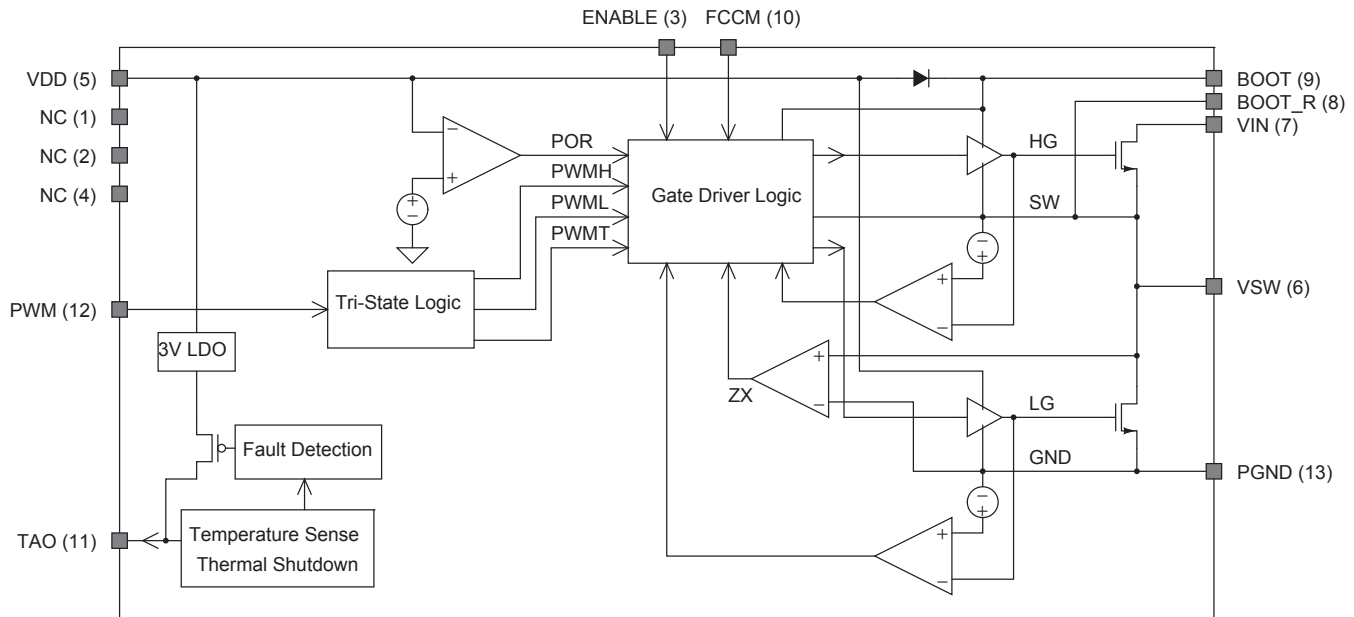 ENABLE (3) FCCM (10)
VDD (5)
NC (1)
NC (2)
NC (4)
PWM (12)
TAO (11)
BOOT (9)
BOOT_R (8)
VIN (7)
VSW (6)
PGND (13)
POR
PWMH
PWML
PWMT
Gate Driver Logic
Tri-State Logic
3V LDO
Fault Detection
Temperature Sense
Thermal Shutdown
HG
SW
ZX
LG
GND